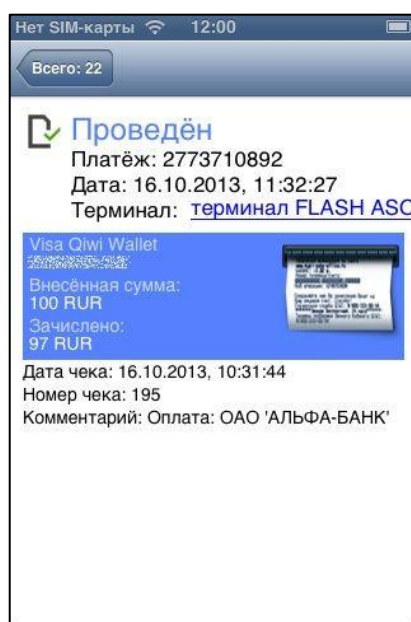 Нет SIM-карты 12:00
Всего: 22
Проведён
Платёж: 2773710892
Дата: 16.10.2013, 11:32:27
Терминал: терминал FLASH ASO
Visa Qiwi Wallet
Внесённая сумма:
100 RUR
Зачислено:
97 RUR
Дата чека: 16.10.2013, 10:31:44
Номер чека: 195
Комментарий: Оплата: ОАО 'АЛЬФА-БАНК'